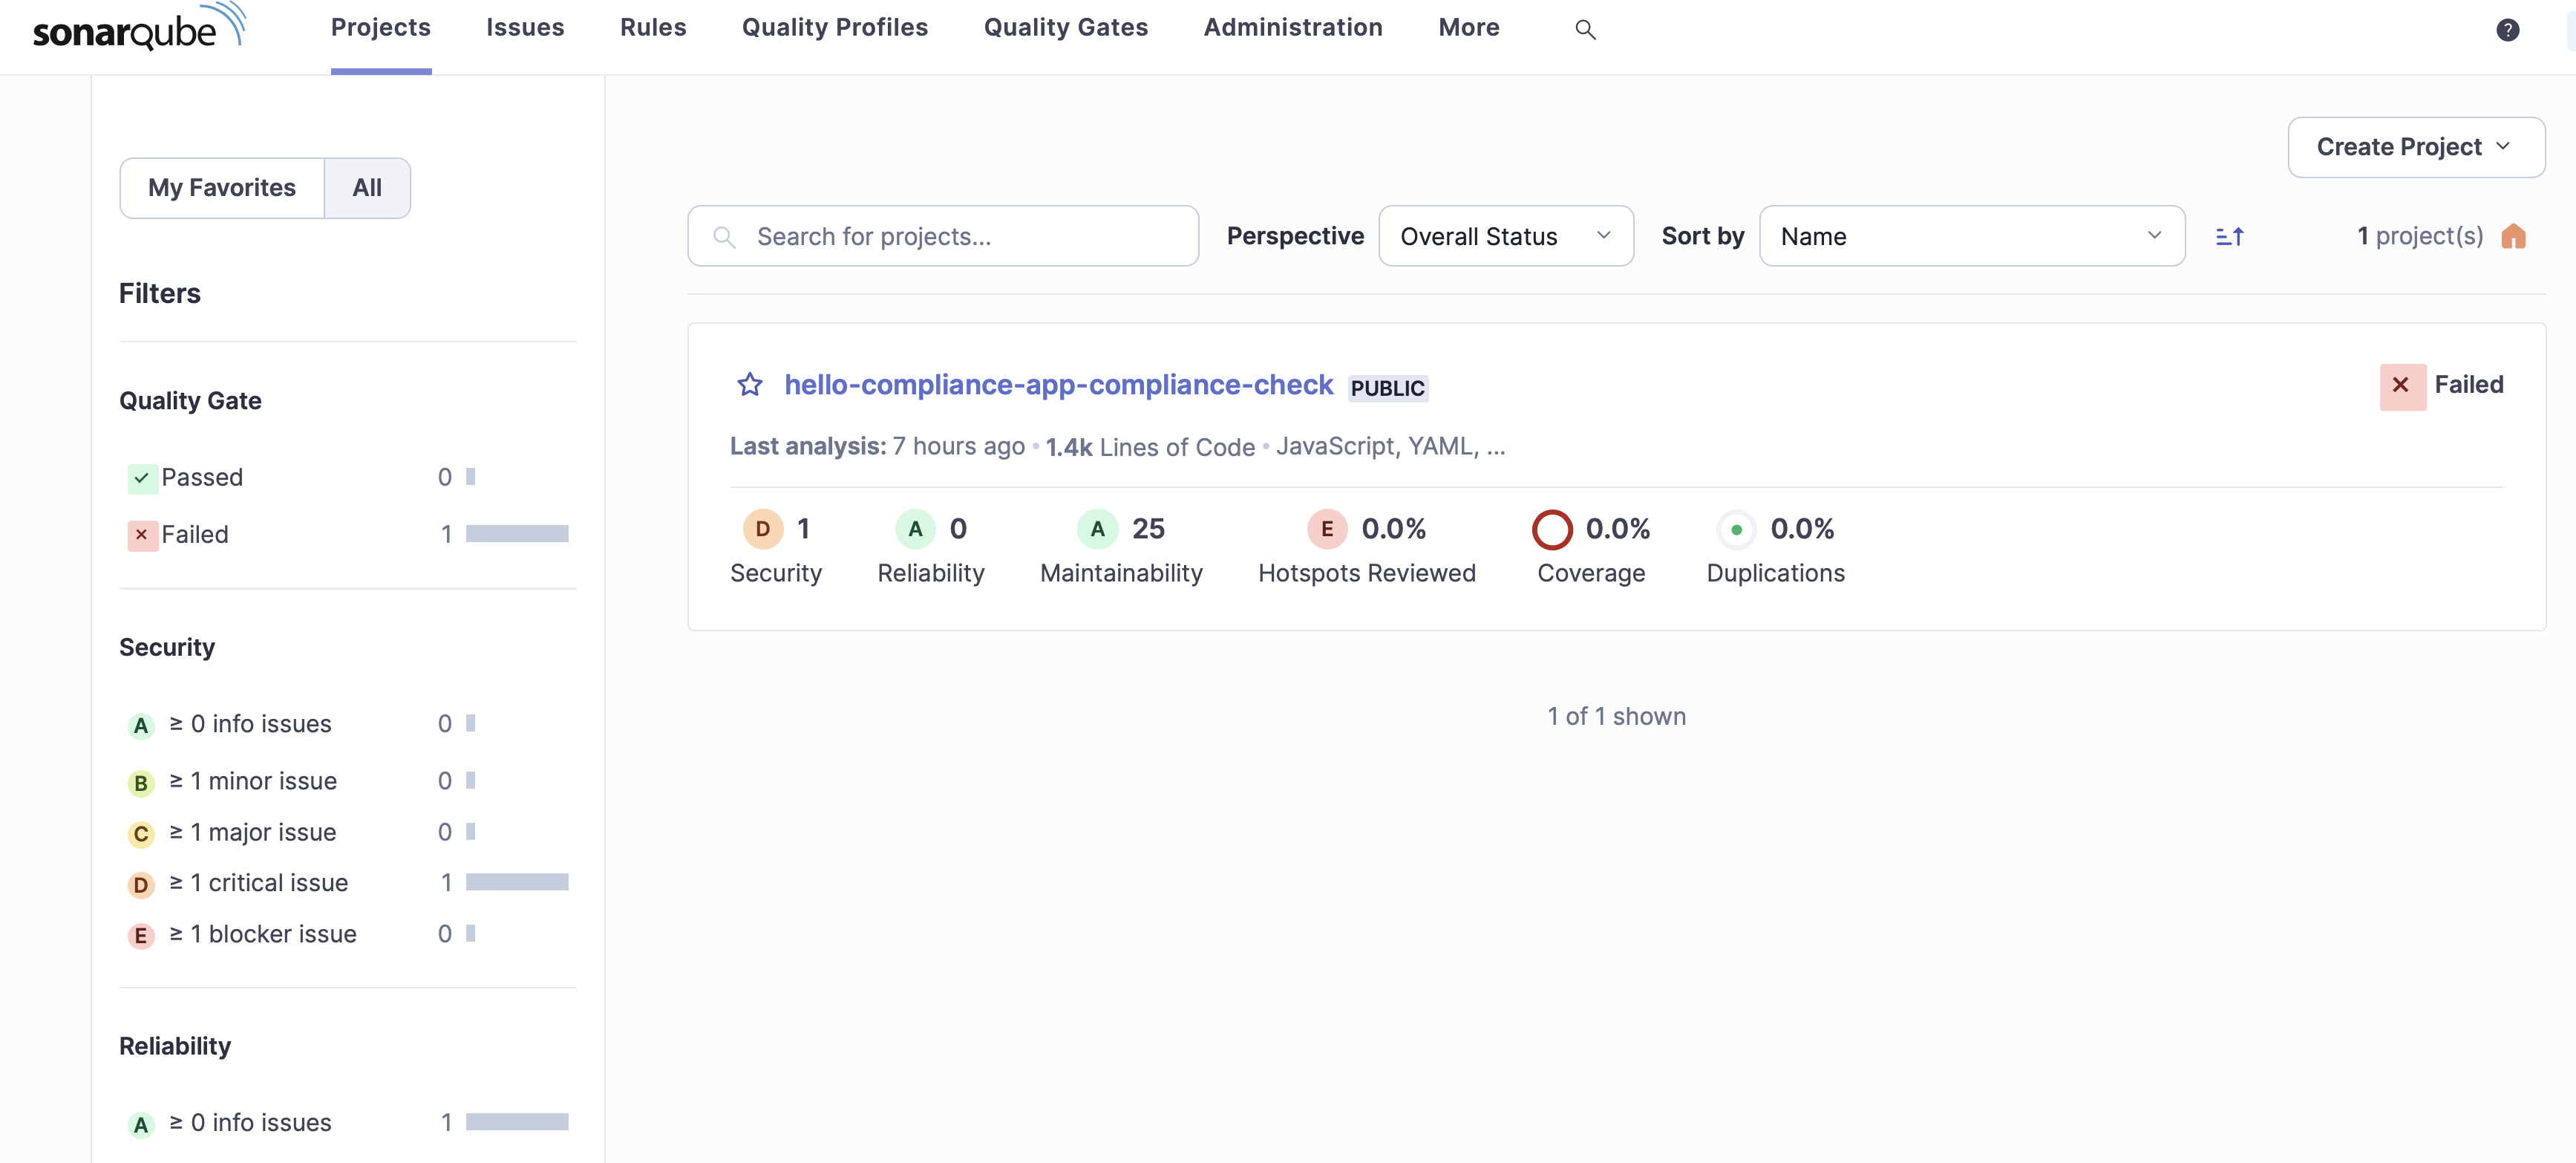 sonarqube Projects Issues Rules Quality Profiles Quality Gates Administration More ?
My Favorites All
Filters
Quality Gate
Passed 0
Failed 1
Security
A ≥ 0 info issues 0
B ≥ 1 minor issue 0
C ≥ 1 major issue 0
D ≥ 1 critical issue 1
E ≥ 1 blocker issue 0
Reliability
A ≥ 0 info issues 1
Create Project
Search for projects... Perspective Overall Status Sort by Name 1 project(s)
hello-compliance-app-compliance-check PUBLIC Failed
Last analysis: 7 hours ago • 1.4k Lines of Code • JavaScript, YAML, ...
D 1 A 0 A 25 E 0.0% 0.0% 0.0%
Security Reliability Maintainability Hotspots Reviewed Coverage Duplications
1 of 1 shown